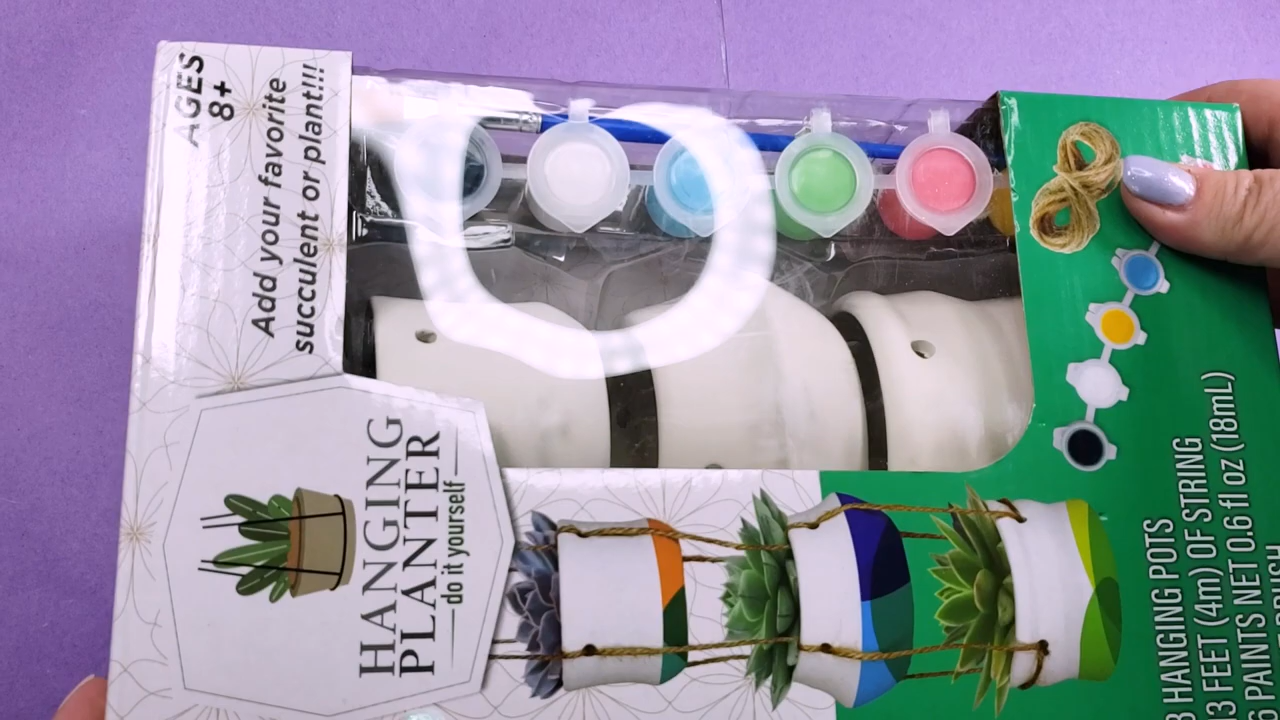 AGES
8+
Add your favorite
succulent or plant!!!
HANGING
PLANTER
do it yourself
3 HANGING POTS
13 FEET (4m) OF STRING
6 PAINTS NET 0.6 fl oz (18mL)